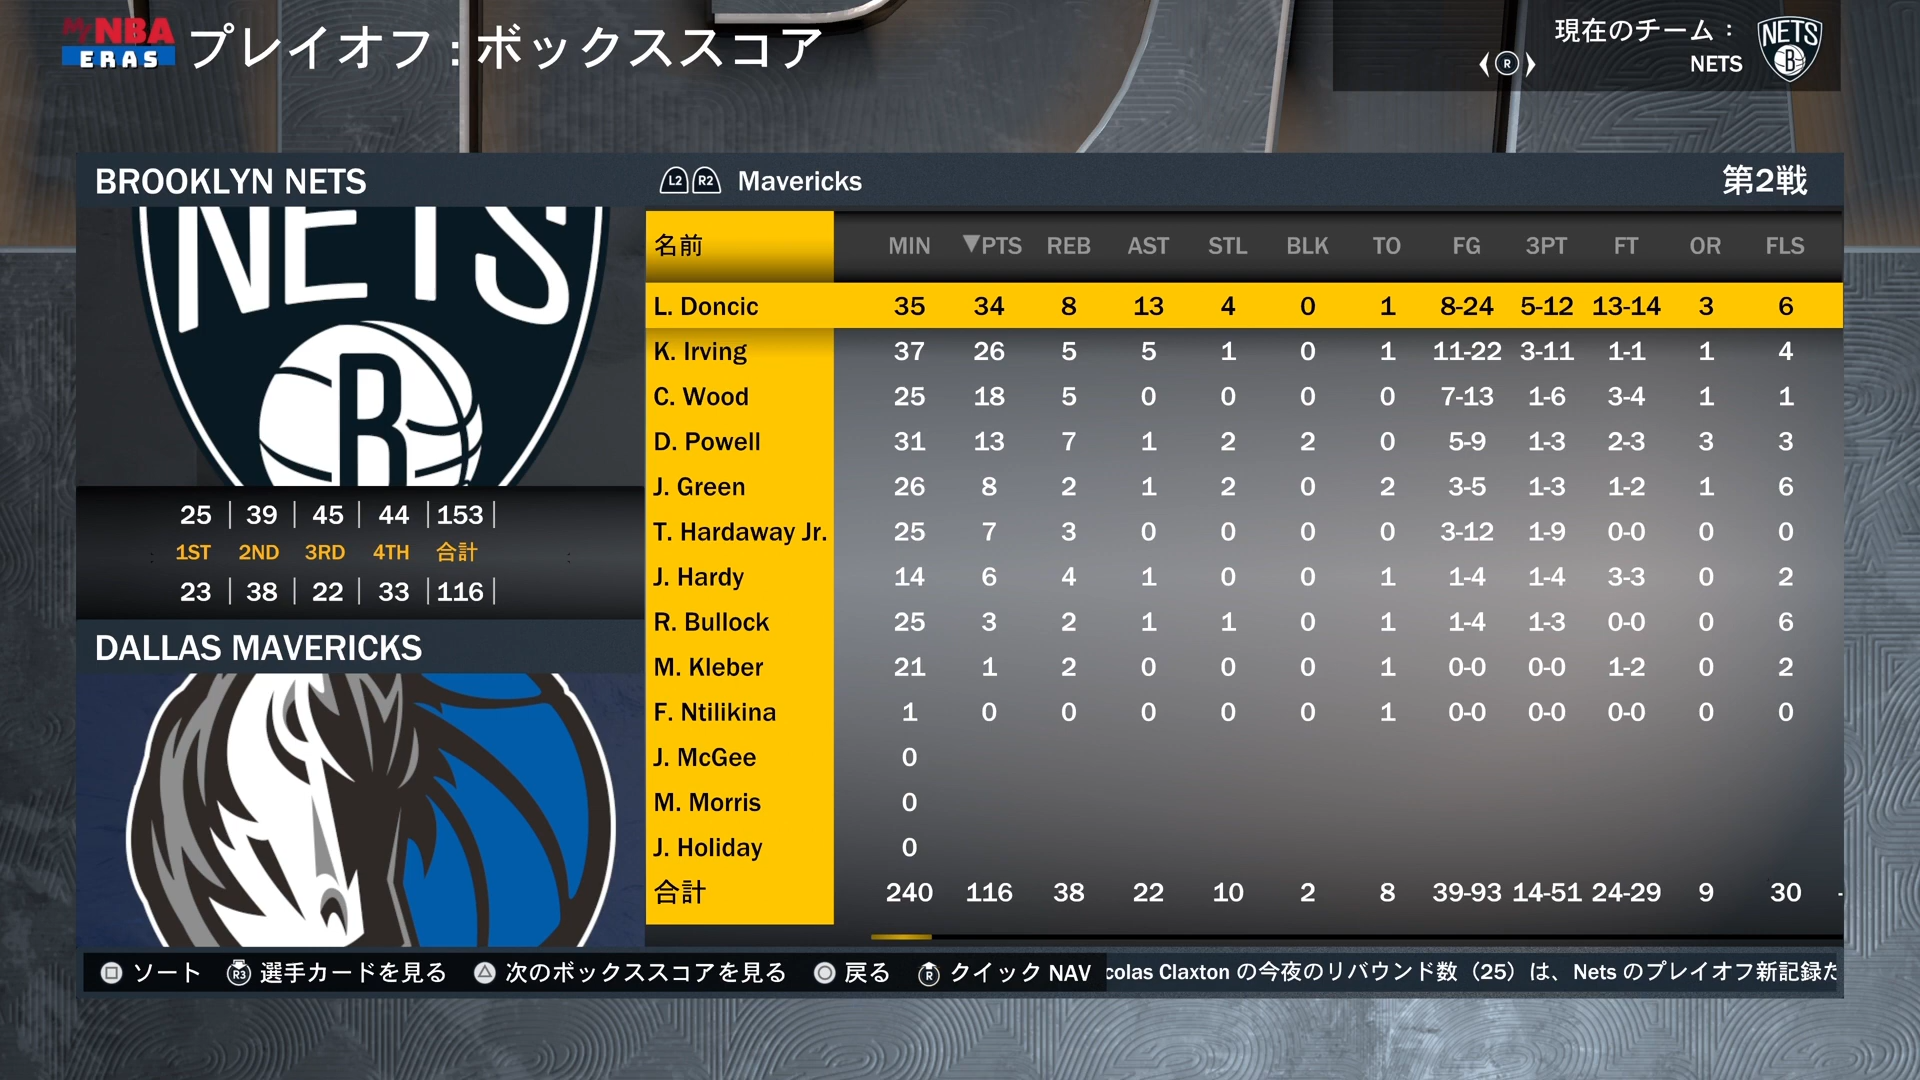 MyNBA ERAS プレイオフ : ボックススコア
現在のチーム：
R NETS
NETS B
BROOKLYN NETS
L2 R2 Mavericks 第2戦
NETS
B
名前 MIN ▼PTS REB AST STL BLK TO FG 3PT FT OR FLS
L. Doncic 35 34 8 13 4 0 1 8-24 5-12 13-14 3 6
K. Irving 37 26 5 5 1 0 1 11-22 3-11 1-1 1 4
C. Wood 25 18 5 0 0 0 0 7-13 1-6 3-4 1 1
D. Powell 31 13 7 1 2 2 0 5-9 1-3 2-3 3 3
J. Green 26 8 2 1 2 0 2 3-5 1-3 1-2 1 6
T. Hardaway Jr. 25 7 3 0 0 0 0 3-12 1-9 0-0 0 0
J. Hardy 14 6 4 1 0 0 1 1-4 1-4 3-3 0 2
R. Bullock 25 3 2 1 1 0 1 1-4 1-3 0-0 0 6
M. Kleber 21 1 2 0 0 0 1 0-0 0-0 1-2 0 2
F. Ntilikina 1 0 0 0 0 0 1 0-0 0-0 0-0 0 0
J. McGee 0
M. Morris 0
J. Holiday 0
合計 240 116 38 22 10 2 8 39-93 14-51 24-29 9 30
25 | 39 | 45 | 44 | 153 |
1ST 2ND 3RD 4TH 合計
23 | 38 | 22 | 33 | 116 |
DALLAS MAVERICKS
ソート R3 選手カードを見る 次のボックススコアを見る 戻る R クイック NAV colas Claxton の今夜のリバウンド数（25）は、Nets のプレイオフ新記録だ